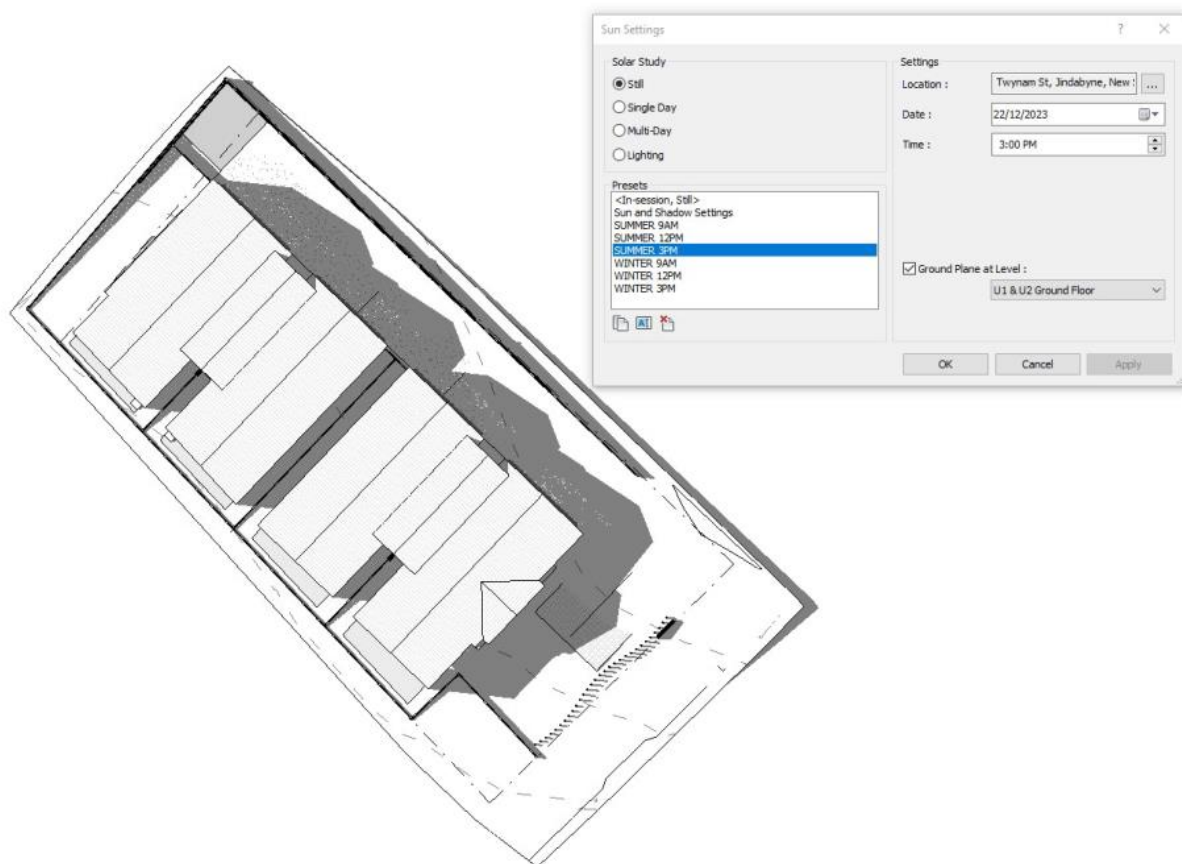 Sun Settings
? ×
Solar Study
Still
Single Day
Multi-Day
Lighting
Presets
<In-session, Still>
Sun and Shadow Settings
SUMMER 9AM
SUMMER 12PM
SUMMER 3PM
WINTER 9AM
WINTER 12PM
WINTER 3PM
Settings
Location :
Twynam St, Jindabyne, New
...
Date :
22/12/2023
Time :
3:00 PM
Ground Plane at Level :
U1 & U2 Ground Floor
OK
Cancel
Apply